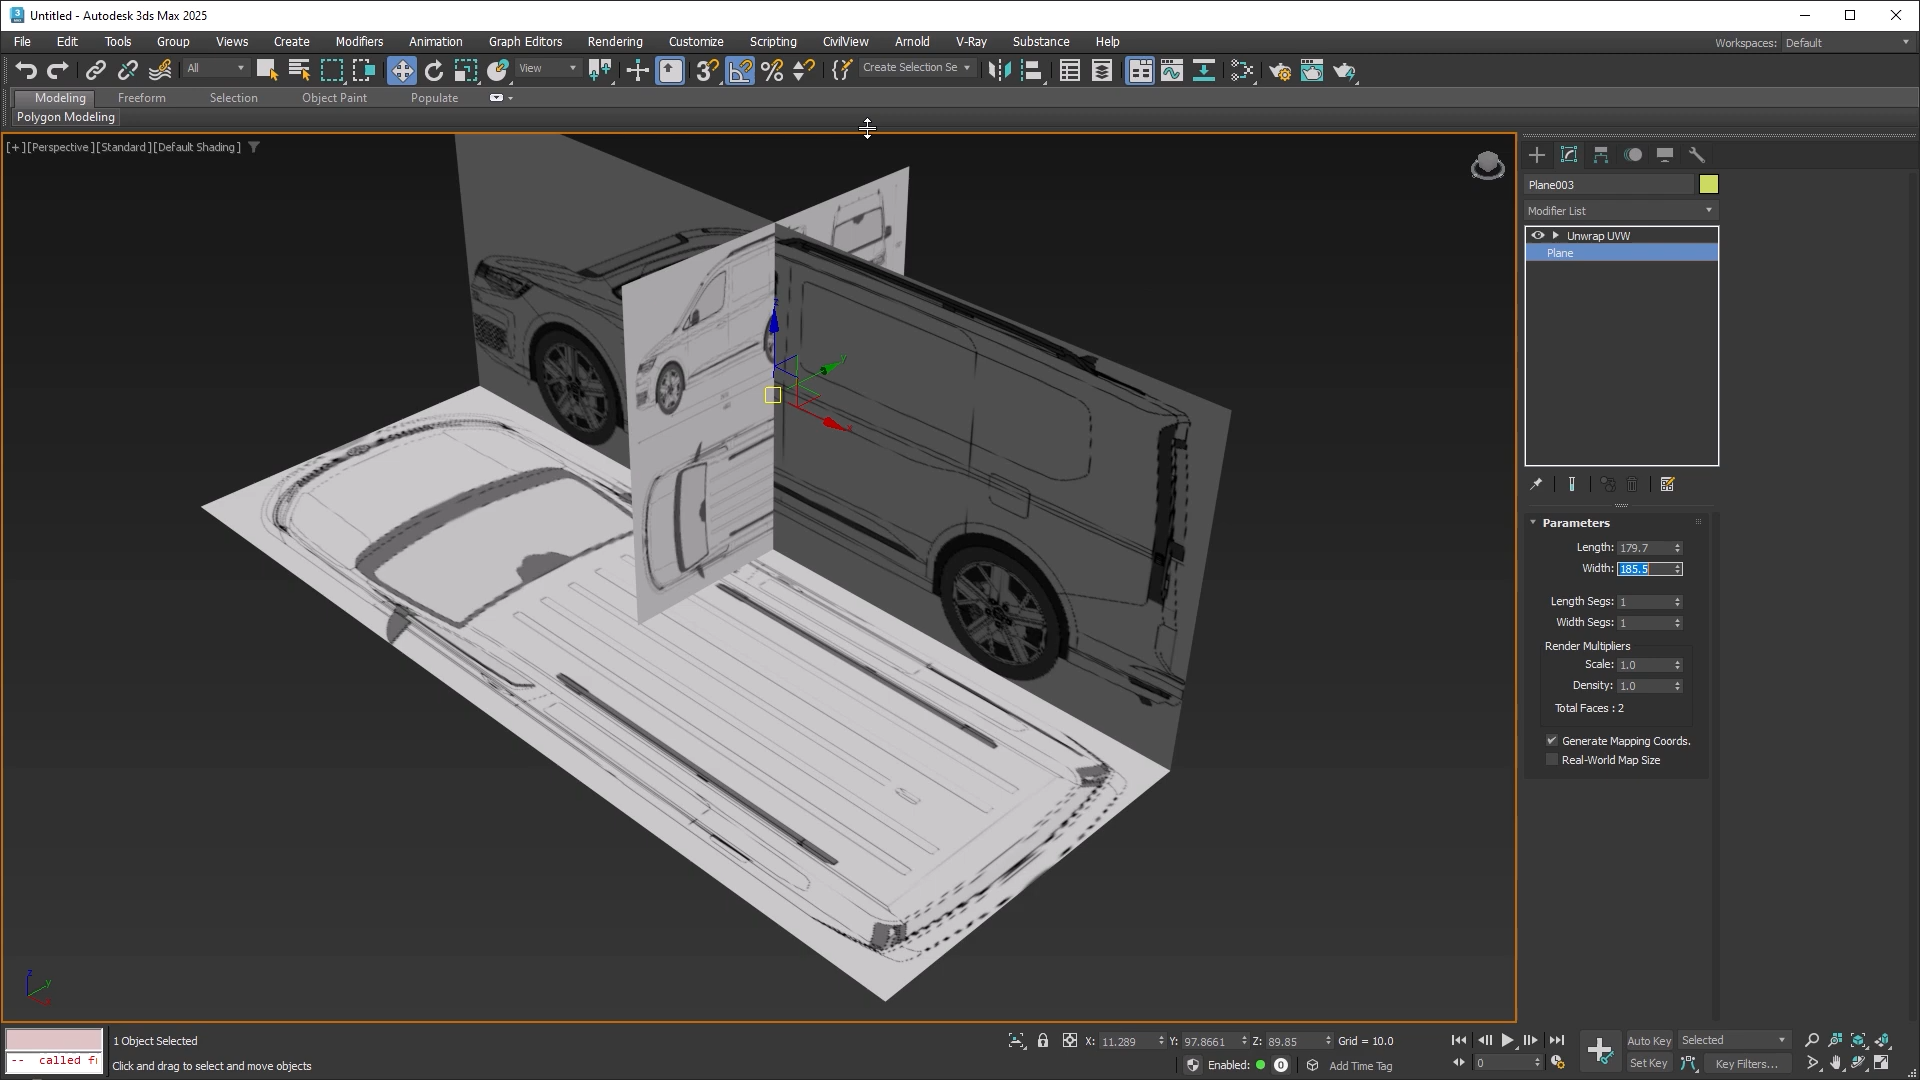 Untitled - Autodesk 3ds Max 2025
File Edit Tools Group Views Create Modifiers Animation Graph Editors Rendering Customize Scripting CivilView Arnold V-Ray Substance Help
Workspaces: Default
All
View
Create Selection Se
Modeling Freeform Selection Object Paint Populate
Polygon Modeling
[+][Perspective][Standard][Default Shading]
Plane003
Modifier List
Unwrap UVW
Plane
Parameters
Length: 179.7
Width: 185.5
Length Segs: 1
Width Segs: 1
Render Multipliers
Scale: 1.0
Density: 1.0
Total Faces : 2
Generate Mapping Coords.
Real-World Map Size
z
y
x
z
y
-- called f
1 Object Selected
Click and drag to select and move objects
X: 11.289 Y: 97.8661 Z: 89.85 Grid = 10.0
Enabled: 0 Add Time Tag
0
Auto Key Selected
Set Key Key Filters...